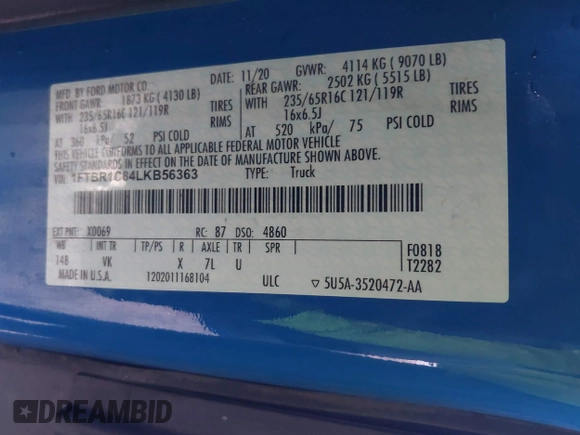 MFD. BY FORD MOTOR CO. 11/20 GVWR: 4114 KG ( 9070 LB)
FRONT GAWR: 1873 KG ( 4130 LB) REAR GAWR: 2502 KG ( 5515 LB)
WITH 235/65R16C 121/119R TIRES WITH 235/65R16C 121/119R TIRES
16x6.5J RIMS 16x6.5J RIMS
AT 360 kPa/ 52 PSI COLD AT 520 kPa/ 75 PSI COLD
THIS VEHICLE CONFORMS TO ALL APPLICABLE FEDERAL MOTOR VEHICLE
SAFETY STANDARDS IN EFFECT ON THE DATE OF MANUFACTURE SHOWN ABOVE.
VIN: 1FTBR1C84LKB56363 TYPE: Truck
EXT PNT: X0069 RC: 87 DSO: 4860
WB INT TR TP/PS R AXLE TR SPR F0818
148 VK X 7L U T2282
MADE IN U.S.A. 1202011168104 ULC ▽ 5U5A-3520472-AA
DREAMBID